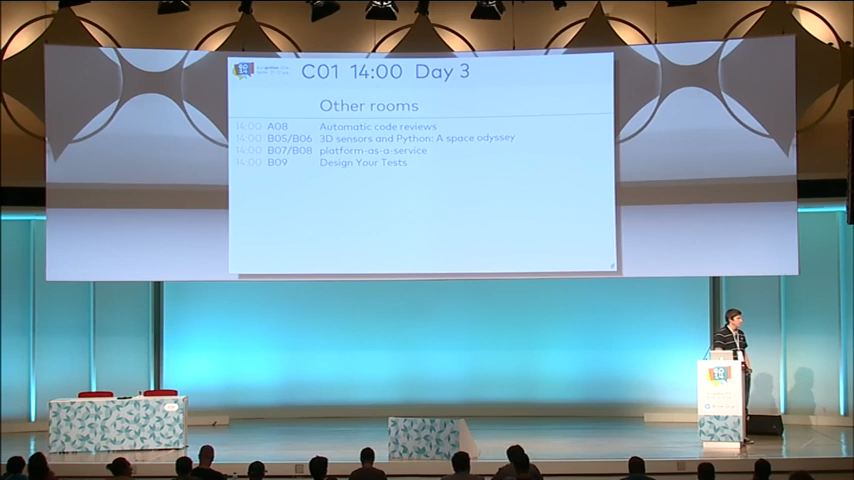 C01 14:00 Day 3
Other rooms
14:00 A08 Automatic code reviews
14:00 B05/B06 3D sensors and Python: A space odyssey
14:00 B07/B08 platform-as-a-service
14:00 B09 Design Your Tests